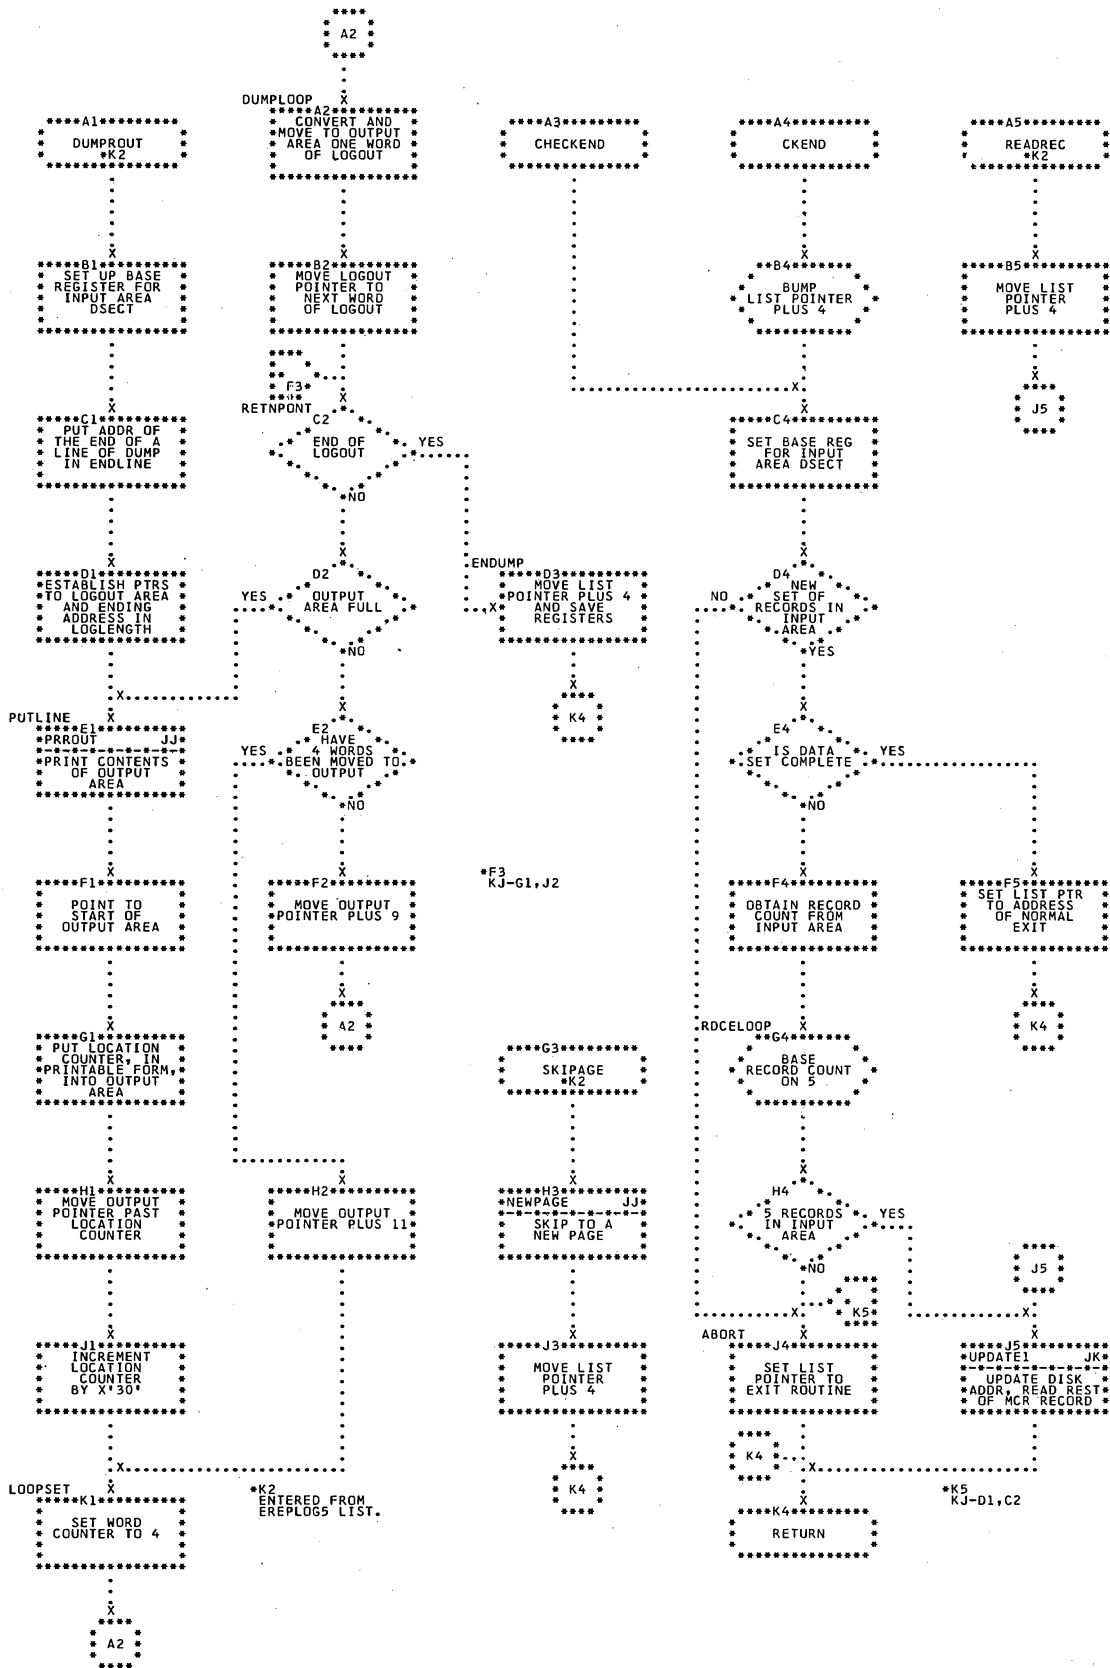 A2
DUMPLOOP
A2
CONVERT AND
MOVE TO OUTPUT
AREA ONE WORD
OF LOGOUT
A1
DUMPROUT
*K2
A3
CHECKEND
A4
CKEND
A5
READREC
*K2
B1
SET UP BASE
REGISTER FOR
INPUT AREA
DSECT
B2
MOVE LOGOUT
POINTER TO
NEXT WORD
OF LOGOUT
B4
BUMP
LIST POINTER
PLUS 4
B5
MOVE LIST
POINTER
PLUS 4
F3*
RETNPONT
J5
C1
PUT ADDR OF
THE END OF A
LINE OF DUMP
IN ENDLINE
C2
END OF
LOGOUT
YES
*NO
C4
SET BASE REG
FOR INPUT
AREA DSECT
D1
ESTABLISH PTRS
TO LOGOUT AREA
AND ENDING
ADDRESS IN
LOGLENGTH
D2
YES
OUTPUT
AREA FULL
*NO
ENDUMP
D3
MOVE LIST
POINTER PLUS 4
AND SAVE
REGISTERS
K4
D4
NO
NEW
SET OF
RECORDS IN
INPUT
AREA
*YES
PUTLINE
E1
*PRROUT JJ*
PRINT CONTENTS
OF OUTPUT
AREA
E2
YES
HAVE
4 WORDS
BEEN MOVED TO
OUTPUT
*NO
E4
IS DATA
SET COMPLETE
YES
*NO
F1
POINT TO
START OF
OUTPUT AREA
F2
MOVE OUTPUT
POINTER PLUS 9
A2
*F3
KJ-G1,J2
F4
OBTAIN RECORD
COUNT FROM
INPUT AREA
F5
SET LIST PTR
TO ADDRESS
OF NORMAL
EXIT
K4
G1
PUT LOCATION
COUNTER, IN
PRINTABLE FORM,
INTO OUTPUT
AREA
G3
SKIPAGE
*K2
RDCELOOP
G4
BASE
RECORD COUNT
ON 5
H1
MOVE OUTPUT
POINTER PAST
LOCATION
COUNTER
H2
MOVE OUTPUT
POINTER PLUS 11
H3
*NEWPAGE JJ*
SKIP TO A
NEW PAGE
H4
5 RECORDS
IN INPUT
AREA
YES
*NO
K5*
J5
J1
INCREMENT
LOCATION
COUNTER
BY X'30'
J3
MOVE LIST
POINTER
PLUS 4
K4
ABORT
J4
SET LIST
POINTER TO
EXIT ROUTINE
J5
*UPDATE1 JK*
UPDATE DISK
ADDR, READ REST
OF MCR RECORD
K4
LOOPSET
K1
SET WORD
COUNTER TO 4
A2
*K2
ENTERED FROM
EREPLOG5 LIST.
K4
RETURN
*K5
KJ-D1,C2